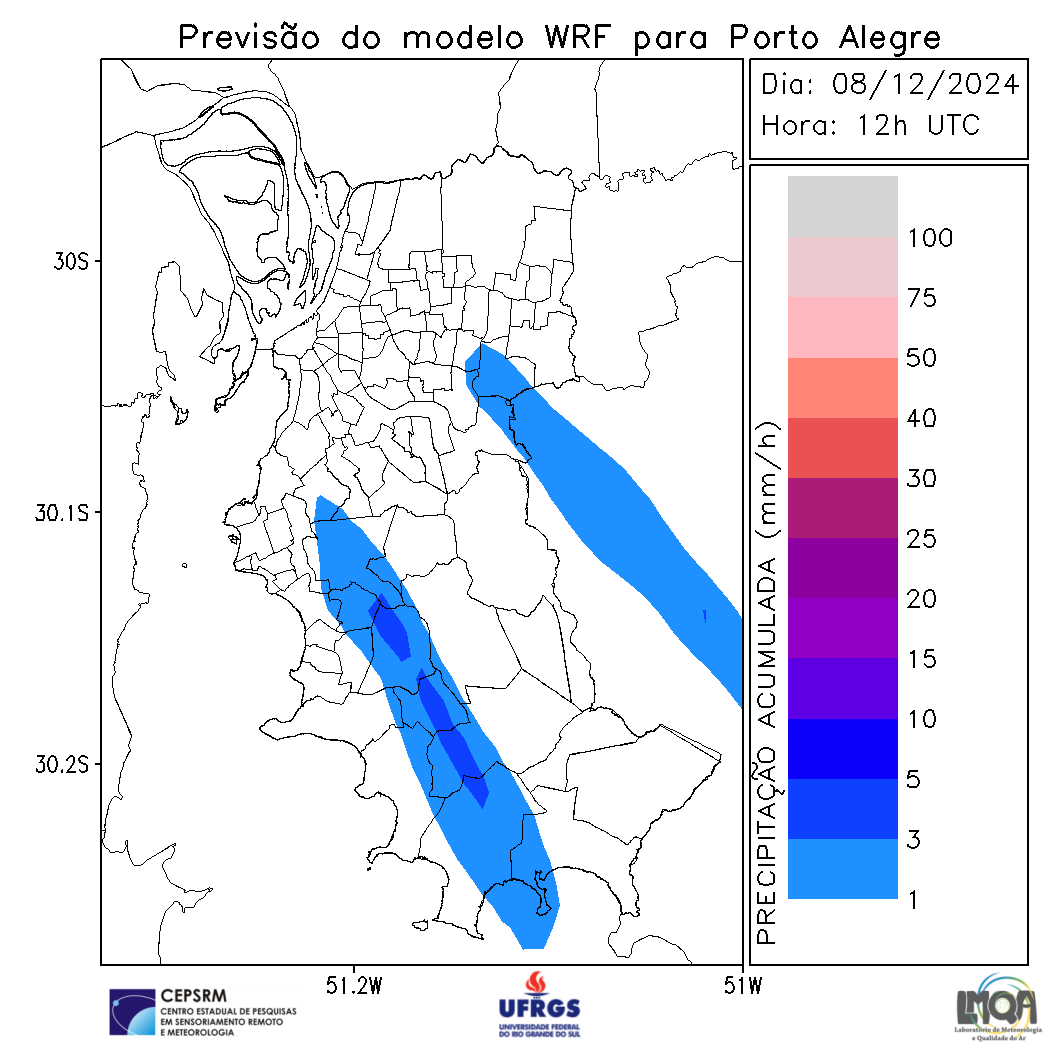 Previsão do modelo WRF para Porto Alegre
Dia: 08/12/2024
Hora: 12h UTC
30S
30.1S
30.2S
51.2W
51W
PRECIPITAÇÃO ACUMULADA (mm/h)
100
75
50
40
30
25
20
15
10
5
3
1
CEPSRM
CENTRO ESTADUAL DE PESQUISAS
EM SENSORIAMENTO REMOTO
E METEOROLOGIA
UFRGS
UNIVERSIDADE FEDERAL
DO RIO GRANDE DO SUL
LMQA
Laboratório de Meteorologia
e Qualidade do Ar